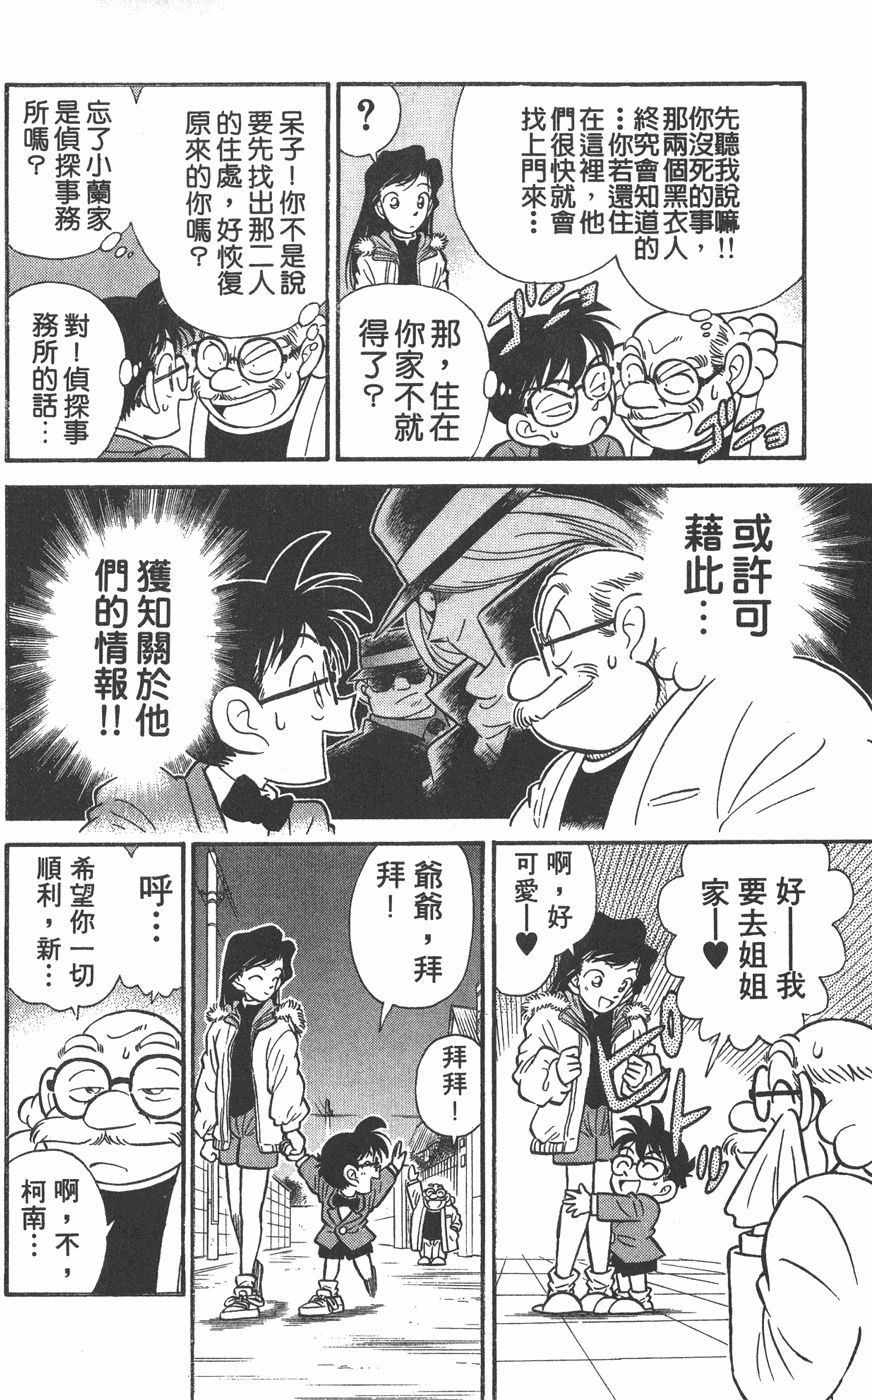 先聽我說嘛!!
你沒死的事,
那兩個黑衣人
終究會知道的
…你若還住
在這裡,他
們很快就會
找上門來…
?
那,住在
你家不就
得了?
呆子!你不是說
要先找出那二人
的住處,好恢復
原來的你嗎?
忘了小蘭家
是偵探事務
所嗎?
對!偵探事
務所的話…
或許可
藉此…
獲知關於他
們的情報!!
好──我
要去姐姐
家─♥
啊,好
可愛─♥
爺爺,拜
拜!
拜拜!
呼…
希望你一切
順利,新…
啊,不,
柯南…